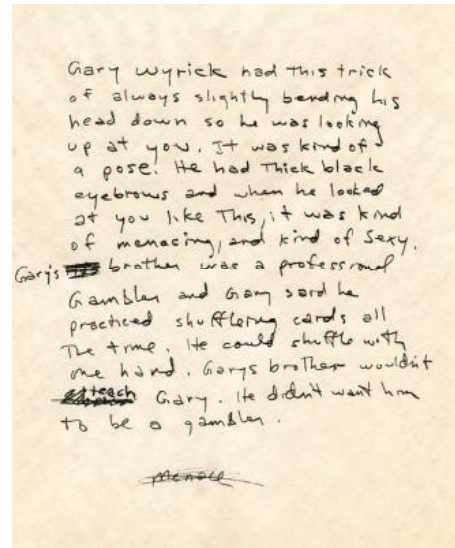 Gary Wyrick had this trick
of always slightly bending his
head down so he was looking
up at you. It was kind of
a pose. He had Thick black
eyebrows and when he looked
at you like This, it was kind
of menacing, and kind of sexy.
Gary's brother was a professional
Gambler and Gary said he
practiced shuffleing cards all
The time. He could shuffle with
one hand. Garys brother wouldn't
teach Gary. He didn't want him
to be a gambler.
Menace